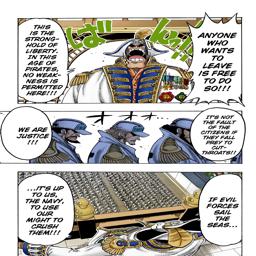 ANYONE
WHO
WANTS
TO
LEAVE
IS FREE
TO DO
SO!!!
THIS
IS THE
STRONG-
HOLD OF
LIBERTY.
IN THIS
AGE OF
PIRATES,
NO WEAK-
NESS IS
PERMITTED
HERE!!!
IT'S NOT
THE FAULT
OF THE
CITIZENS IF
THEY FALL
PREY TO
CUT-
THROATS!!
WE ARE
JUSTICE
!!!
オオオ...
IF EVIL
FORCES
SAIL
THE
SEAS...
...IT'S UP
TO US,
THE NAVY,
TO USE
OUR
MIGHT TO
CRUSH
THEM!!